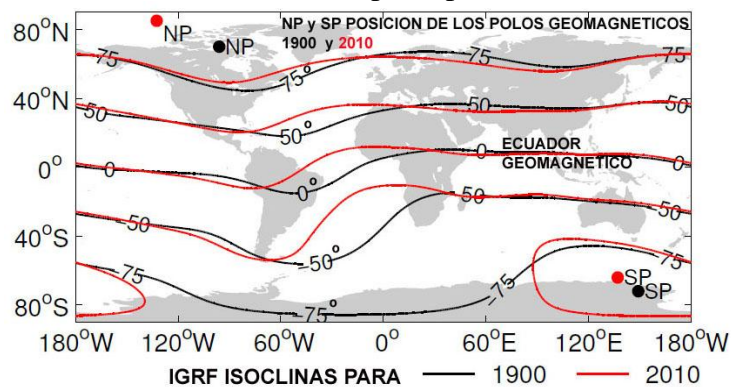 80°N NP NP NP y SP POSICION DE LOS POLOS GEOMAGNETICOS
1900 y 2010
75 75° 75
40°N 50 50° 50
0° 0 0° 0 ECUADOR
GEOMAGNETICO 0
40°S −50 −50° 50 −50
80°S −75 −75° −75 −75 SP
SP
180°W 120°W 60°W 0° 60°E 120°E 180°W
IGRF ISOCLINAS PARA 1900 2010